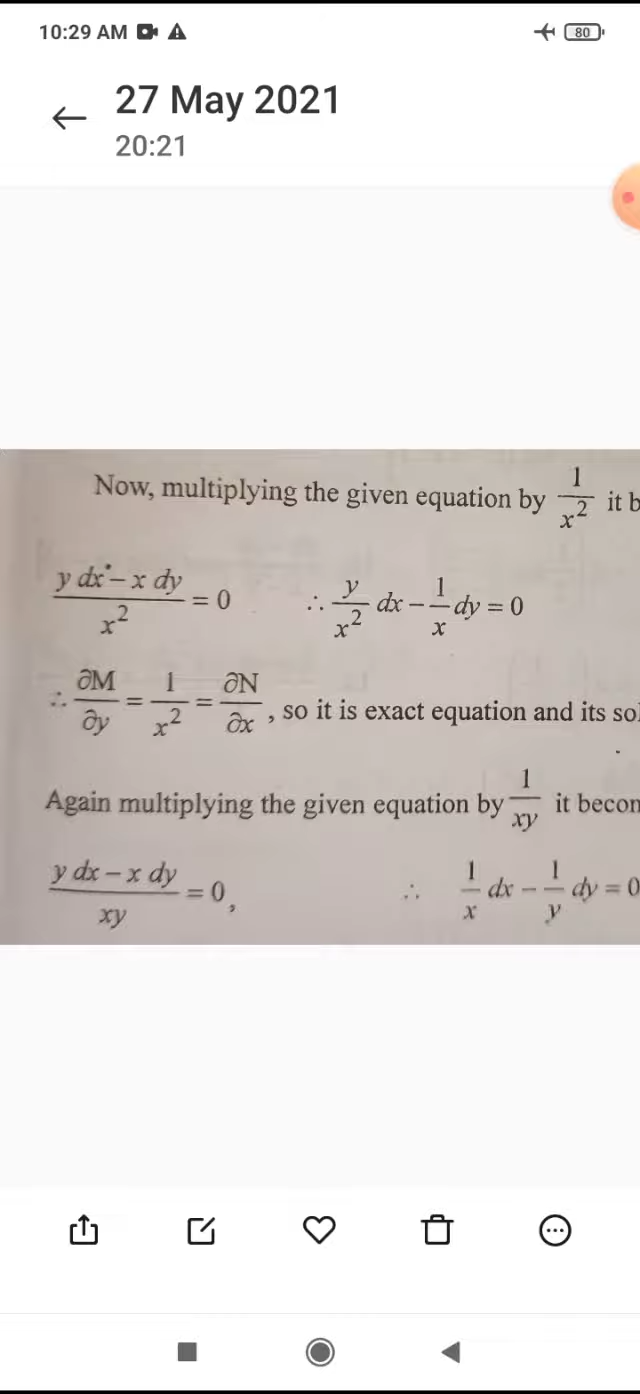 10:29 AM
80
27 May 2021
20:21
Now, multiplying the given equation by 1/x² it b
(y dx - x dy)/x² = 0 ∴ y/x² dx - 1/x dy = 0
∴ ∂M/∂y = 1/x² = ∂N/∂x , so it is exact equation and its so
Again multiplying the given equation by 1/xy it becom
(y dx - x dy)/xy = 0, ∴ 1/x dx - 1/y dy = 0